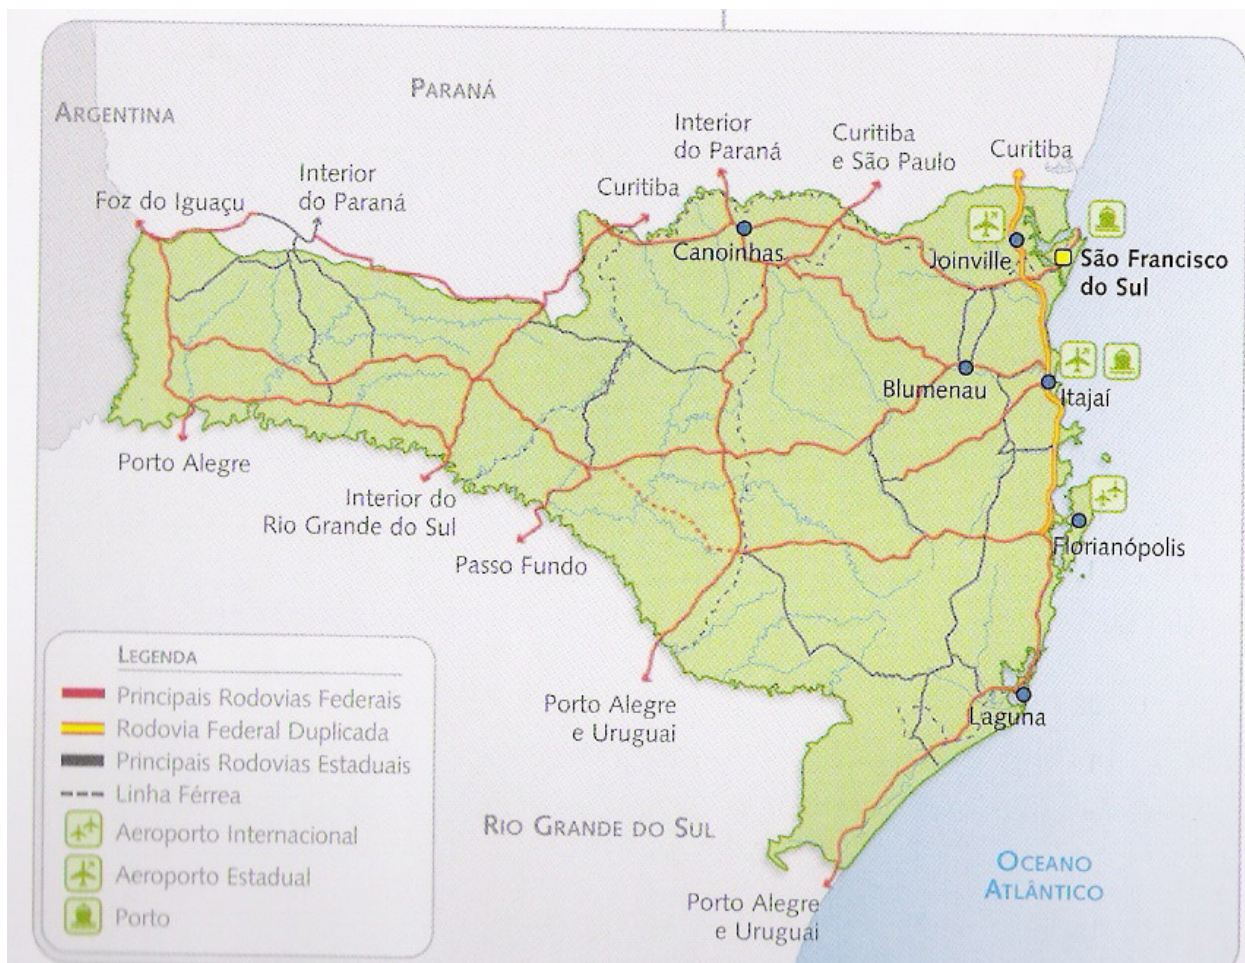 PARANÁ
ARGENTINA
Interior
do Paraná
Curitiba
e São Paulo
Curitiba
Interior
do Paraná
Curitiba
Foz do Iguaçu
Canoinhas
Joinville
São Francisco
do Sul
Blumenau
Itajaí
Porto Alegre
Interior do
Rio Grande do Sul
Passo Fundo
Florianópolis
LEGENDA
Principais Rodovias Federais
Rodovia Federal Duplicada
Principais Rodovias Estaduais
Linha Férrea
Aeroporto Internacional
Aeroporto Estadual
Porto
Porto Alegre
e Uruguai
Laguna
RIO GRANDE DO SUL
OCEANO
ATLÂNTICO
Porto Alegre
e Uruguai